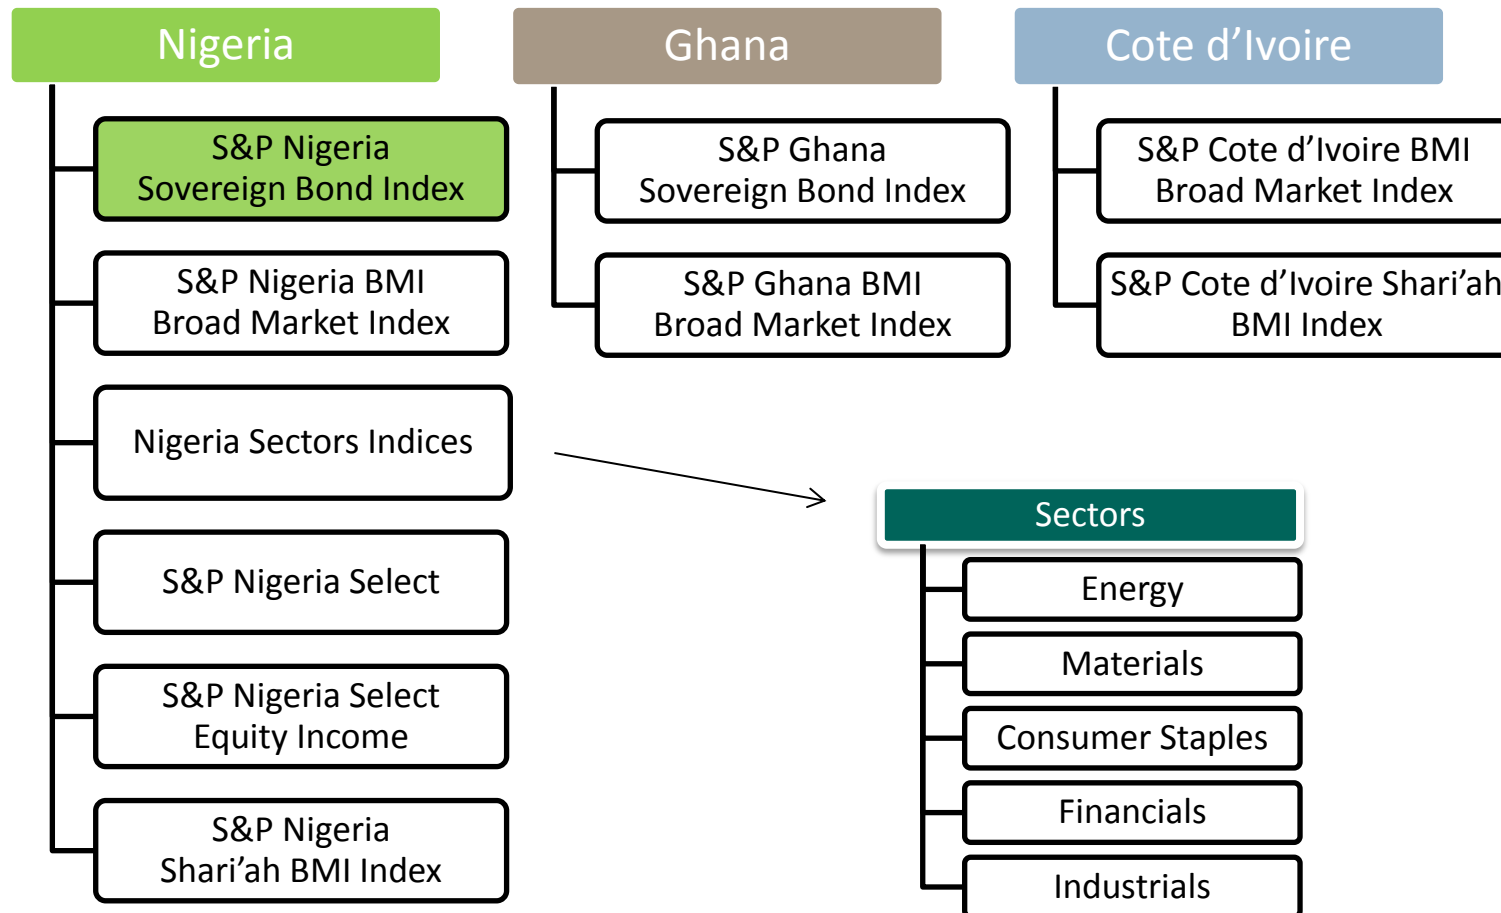 Nigeria
S&P Nigeria
Sovereign Bond Index
S&P Nigeria BMI
Broad Market Index
Nigeria Sectors Indices
S&P Nigeria Select
S&P Nigeria Select
Equity Income
S&P Nigeria
Shari’ah BMI Index
Ghana
S&P Ghana
Sovereign Bond Index
S&P Ghana BMI
Broad Market Index
Cote d’Ivoire
S&P Cote d’Ivoire BMI
Broad Market Index
S&P Cote d’Ivoire Shari’ah
BMI Index
Sectors
Energy
Materials
Consumer Staples
Financials
Industrials